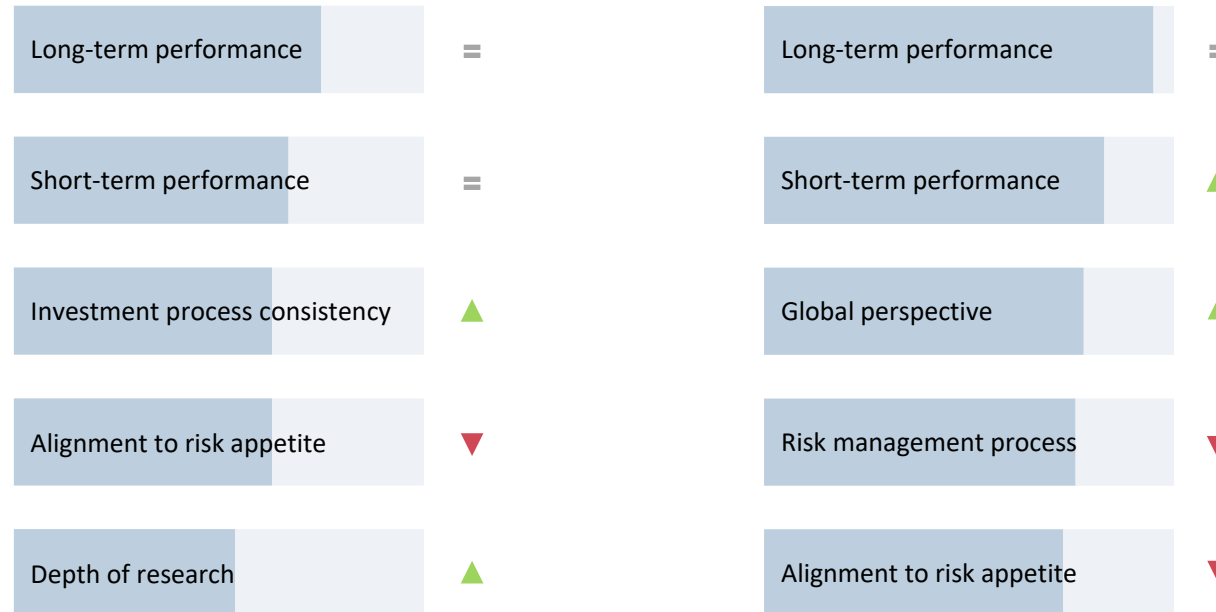 Long-term performance =
Short-term performance =
Investment process consistency ▲
Alignment to risk appetite ▼
Depth of research ▲
Long-term performance =
Short-term performance ▲
Global perspective ▲
Risk management process ▼
Alignment to risk appetite ▼